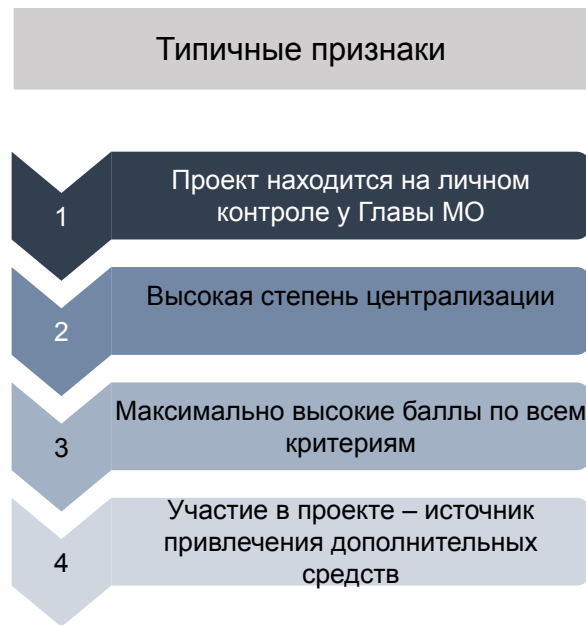 Типичные признаки
1
Проект находится на личном
контроле у Главы МО
2
Высокая степень централизации
3
Максимально высокие баллы по всем
критериям
4
Участие в проекте – источник
привлечения дополнительных
средств